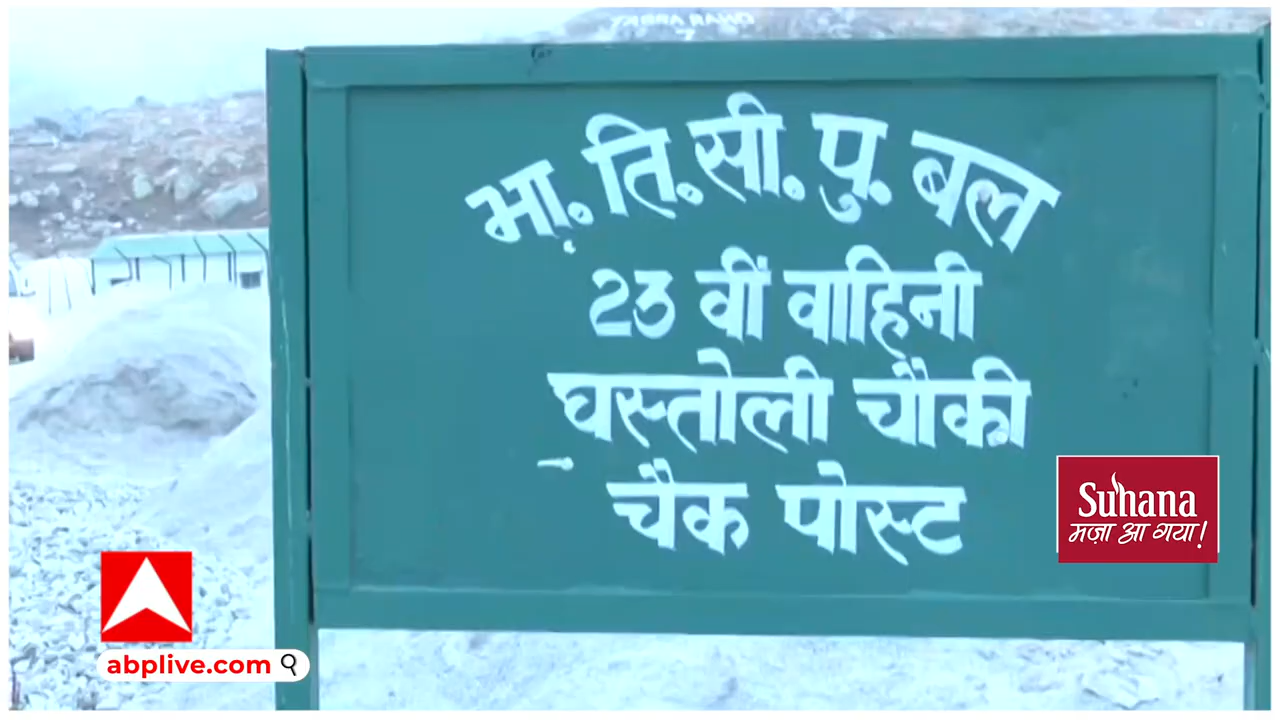 भा. ति. सी. पु. बल
23 वीं वाहिनी
घस्तोली चौकी
चैक पोस्ट
Suhana
मज़ा आ गया!
abplive.com